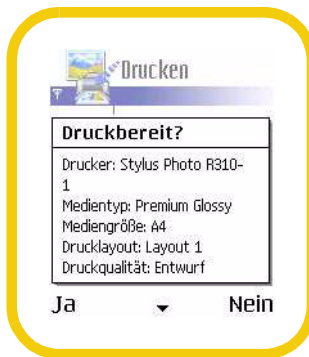 Drucken
Druckbereit?
Drucker: Stylus Photo R310-
1
Medientyp: Premium Glossy
Mediengröße: A4
Drucklayout: Layout 1
Druckqualität: Entwurf
Ja Nein